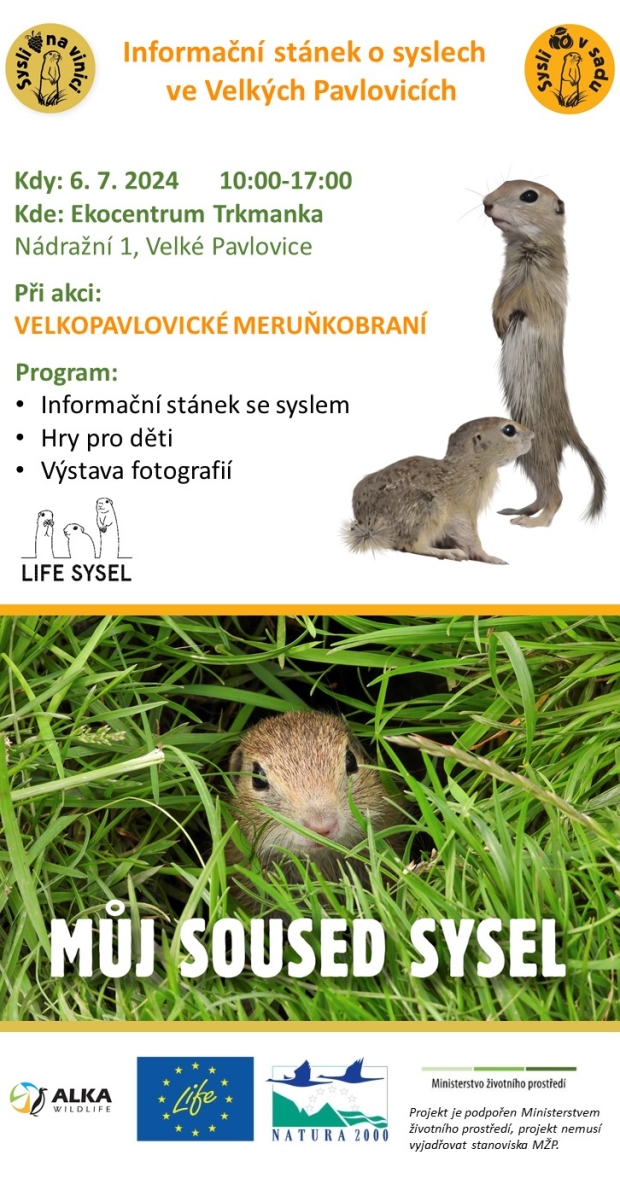 Sysli na vinici
Informační stánek o syslech
ve Velkých Pavlovicích
Sysli v sadu
Kdy: 6. 7. 2024 10:00-17:00
Kde: Ekocentrum Trkmanka
Nádražní 1, Velké Pavlovice
Při akci:
VELKOPAVLOVICKÉ MERUŇKOBRANÍ
Program:
• Informační stánek se syslem
• Hry pro děti
• Výstava fotografií
LIFE SYSEL
MŮJ SOUSED SYSEL
ALKA
WILDLIFE
Life
NATURA 2000
Ministerstvo životního prostředí
Projekt je podpořen Ministerstvem
životního prostředí, projekt nemusí
vyjadřovat stanoviska MŽP.